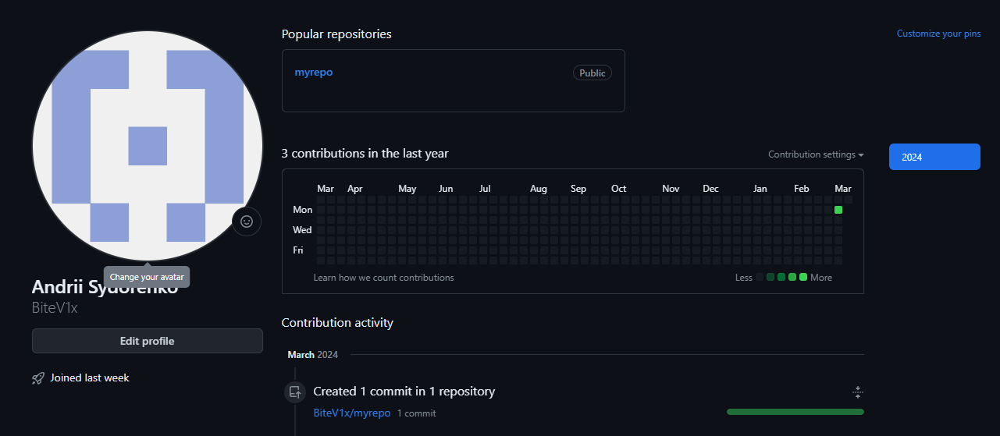 Popular repositories
Customize your pins
myrepo
Public
3 contributions in the last year
Contribution settings
2024
Mar Apr May Jun Jul Aug Sep Oct Nov Dec Jan Feb Mar
Mon
Wed
Fri
Learn how we count contributions
Less
More
Change your avatar
Andrii Sydorenko
BiteV1x
Edit profile
Joined last week
Contribution activity
March 2024
Created 1 commit in 1 repository
BiteV1x/myrepo 1 commit